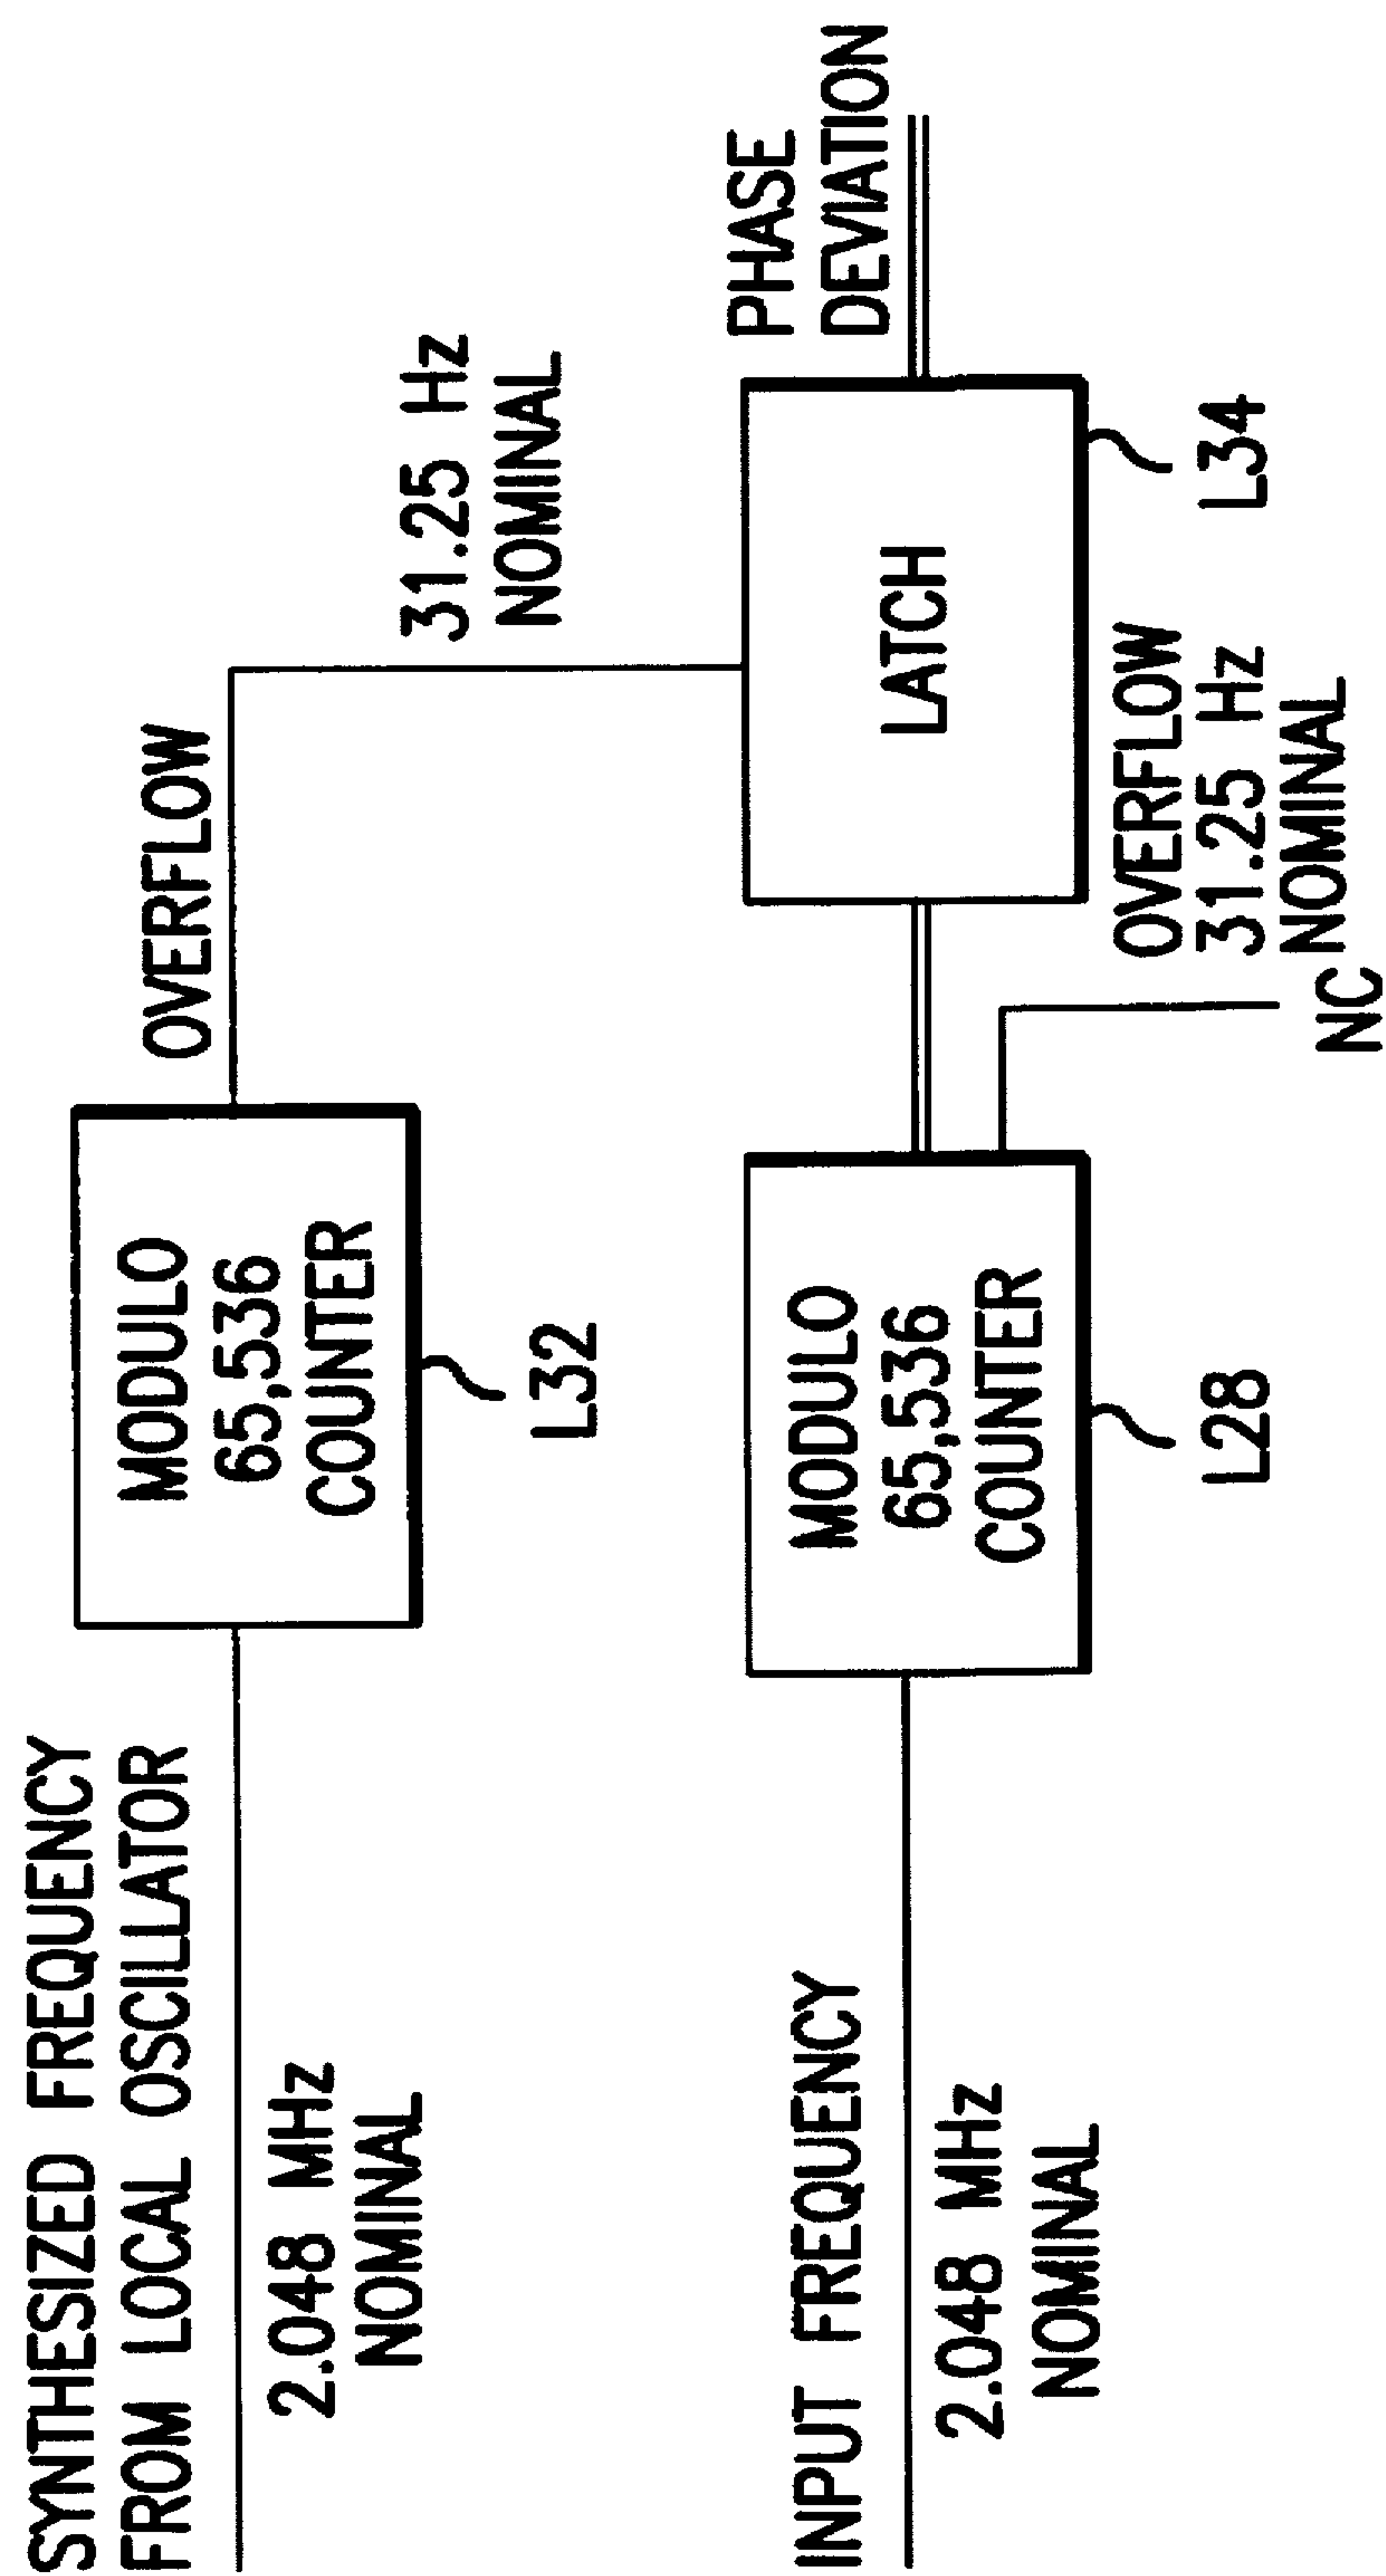 SYNTHESIZED FREQUENCY
FROM LOCAL OSCILLATOR
2.048 MHz
NOMINAL
MODULO
65,536
COUNTER
L32
OVERFLOW
31.25 Hz
NOMINAL
INPUT FREQUENCY
2.048 MHz
NOMINAL
MODULO
65,536
COUNTER
L28
NC
OVERFLOW
31.25 Hz
NOMINAL
LATCH
L34
PHASE
DEVIATION